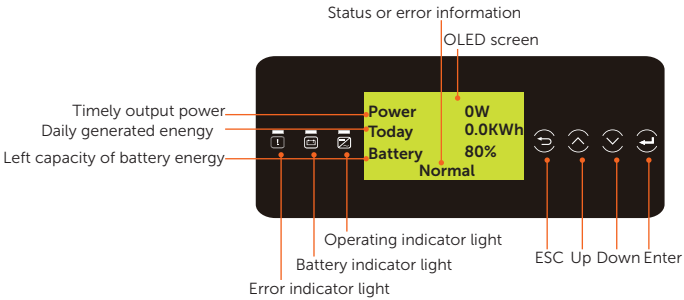 Status or error information
OLED screen
Timely output power
Power 0W
Daily generated enengy
Today 0.0KWh
Left capacity of battery energy
Battery 80%
Normal
ESC Up Down Enter
Operating indicator light
Battery indicator light
Error indicator light